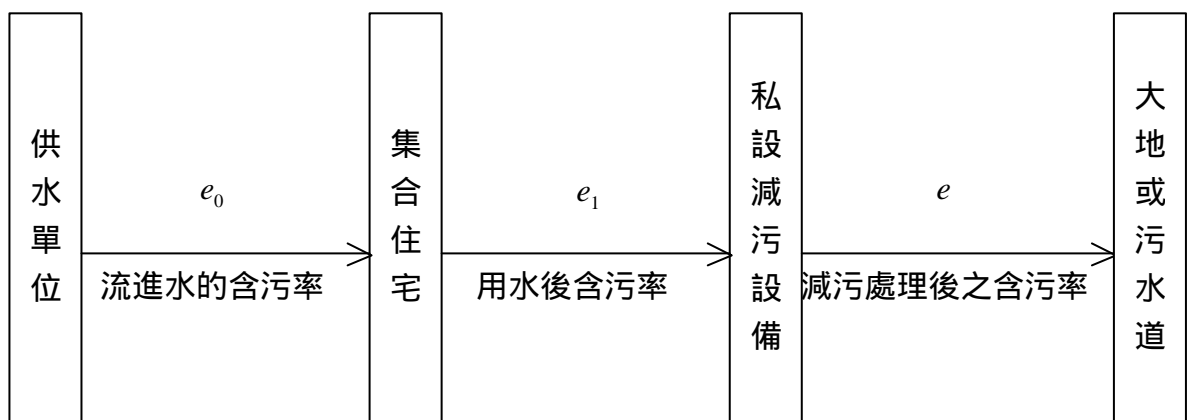 供水單位
e₀
流進水的含污率
集合住宅
e₁
用水後含污率
私設減污設備
e
減污處理後之含污率
大地或污水道